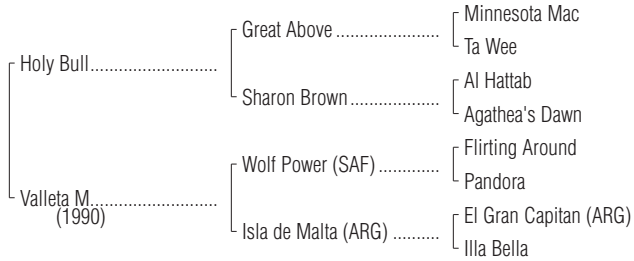 Minnesota Mac
Great Above
Ta Wee
Holy Bull
Al Hattab
Sharon Brown
Agathea's Dawn
Flirting Around
Wolf Power (SAF)
Pandora
Valleta M.
(1990)
El Gran Capitan (ARG)
Isla de Malta (ARG)
Illa Bella